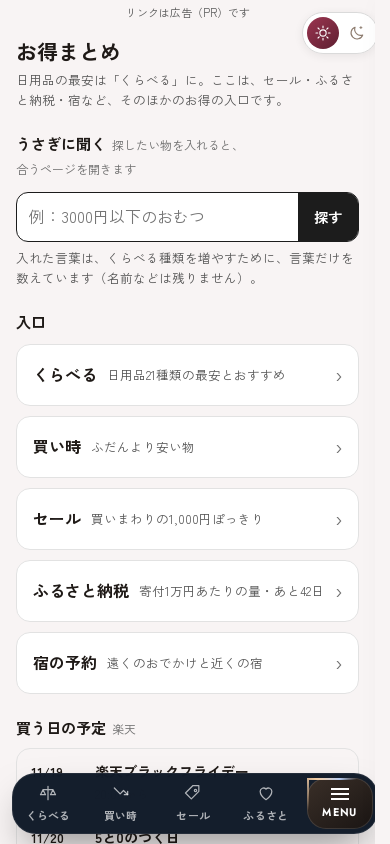 リンクは広告（PR）です
お得まとめ
日用品の最安は「くらべる」に。ここは、セール・ふるさ
と納税・宿など、そのほかのお得の入口です。
うさぎに聞く 探したい物を入れると、
合うページを開きます
例：3000円以下のおむつ 探す
入れた言葉は、くらべる種類を増やすために、言葉だけを
数えています（名前などは残りません）。
入口
くらべる 日用品21種類の最安とおすすめ ›
買い時 ふだんより安い物 ›
セール 買いまわりの1,000円ぽっきり ›
ふるさと納税 寄付1万円あたりの量・あと42日 ›
宿の予約 遠くのおでかけと近くの宿 ›
買う日の予定 楽天
11/19 楽天ブラックフライデー
くらべる 買い時 セール ふるさと MENU
11/20 5と0のつく日